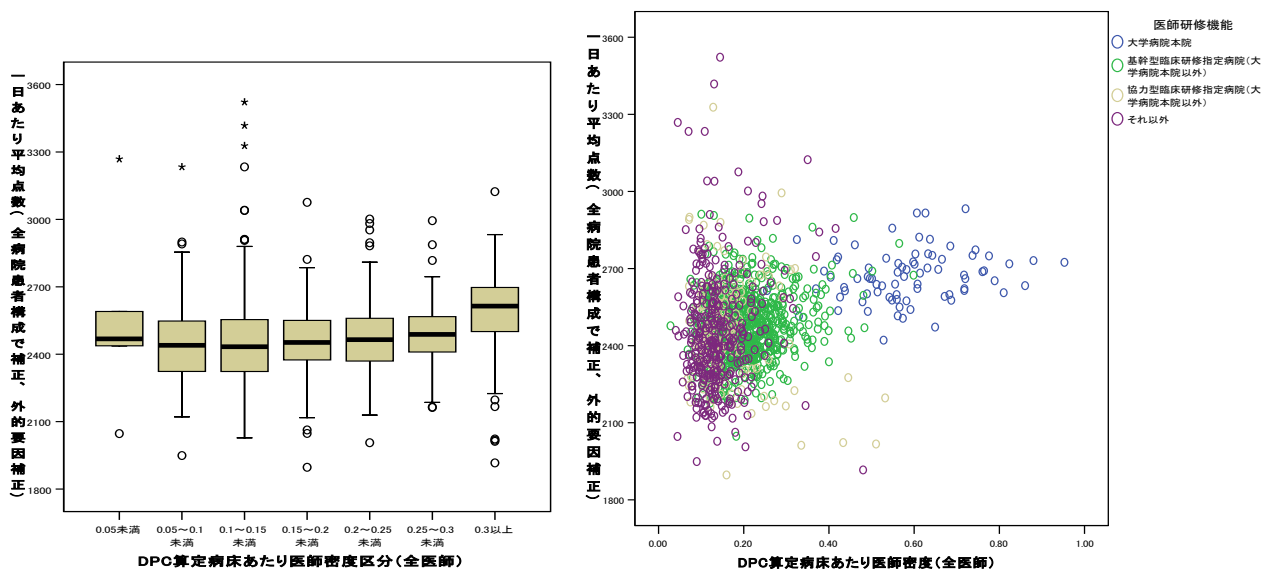 一日あたり平均点数(全病院患者構成で補正、外的要因補正)
3600
3300
3000
2700
2400
2100
1800
0.05未満
0.05～0.1
未満
0.1～0.15
未満
0.15～0.2
未満
0.2～0.25
未満
0.25～0.3
未満
0.3以上
DPC算定病床あたり医師密度区分(全医師)
一日あたり平均点数(全病院患者構成で補正、外的要因補正)
3600
3300
3000
2700
2400
2100
1800
0.00
0.20
0.40
0.60
0.80
1.00
DPC算定病床あたり医師密度(全医師)
医師研修機能
大学病院本院
基幹型臨床研修指定病院(大
学病院本院以外)
協力型臨床研修指定病院(大
学病院本院以外)
それ以外